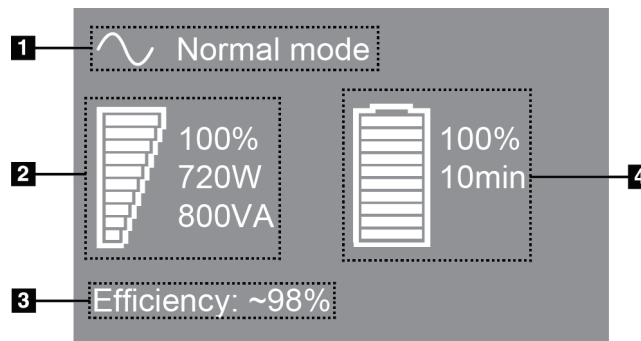 1
Normal mode
2
100%
720W
800VA
100%
10min
4
3
Efficiency: ~98%